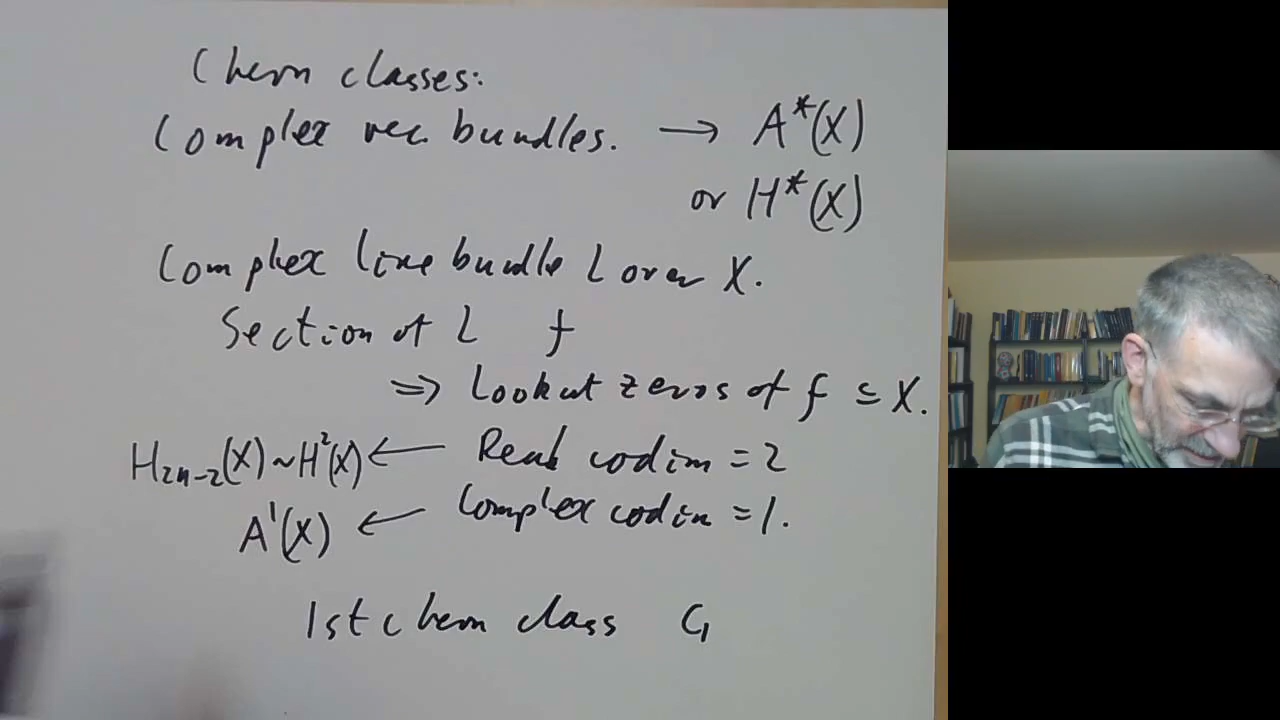 Chern classes:
Complex vec. bundles. → A*(X)
or H*(X)
Complex line bundle L over X.
Section of L f
⇒ Look at zeros of f ⊆ X.
H₂ₙ₋₂(X) ~ H²(X) ← Real codim = 2
A¹(X) ← Complex codim = 1.
1st chern class C₁